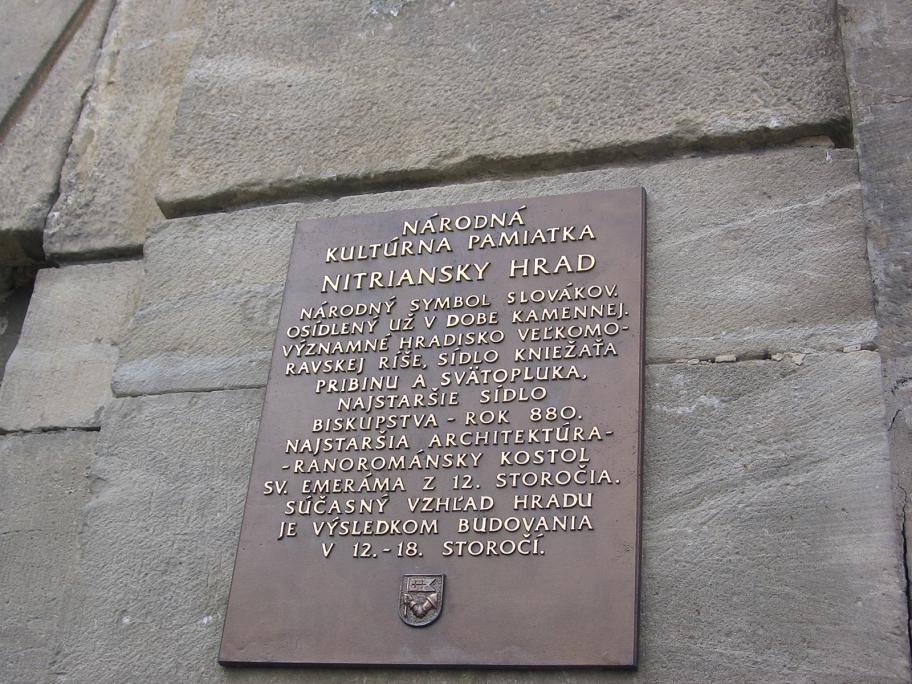 NÁRODNÁ
KULTÚRNA PAMIATKA
NITRIANSKY HRAD
NÁRODNÝ SYMBOL SLOVÁKOV.
OSÍDLENÝ UŽ V DOBE KAMENNEJ.
VÝZNAMNÉ HRADISKO VEĽKOMO-
RAVSKEJ RÍŠE, SÍDLO KNIEŽAŤA
PRIBINU A SVÄTOPLUKA,
NAJSTARŠIE SÍDLO
BISKUPSTVA - ROK 880.
NAJSTARŠIA ARCHITEKTÚRA-
-RANOROMÁNSKY KOSTOL
SV. EMERÁMA Z 12. STOROČIA.
SÚČASNÝ VZHĽAD HRADU
JE VÝSLEDKOM BUDOVANIA
V 12.-18. STOROČÍ.